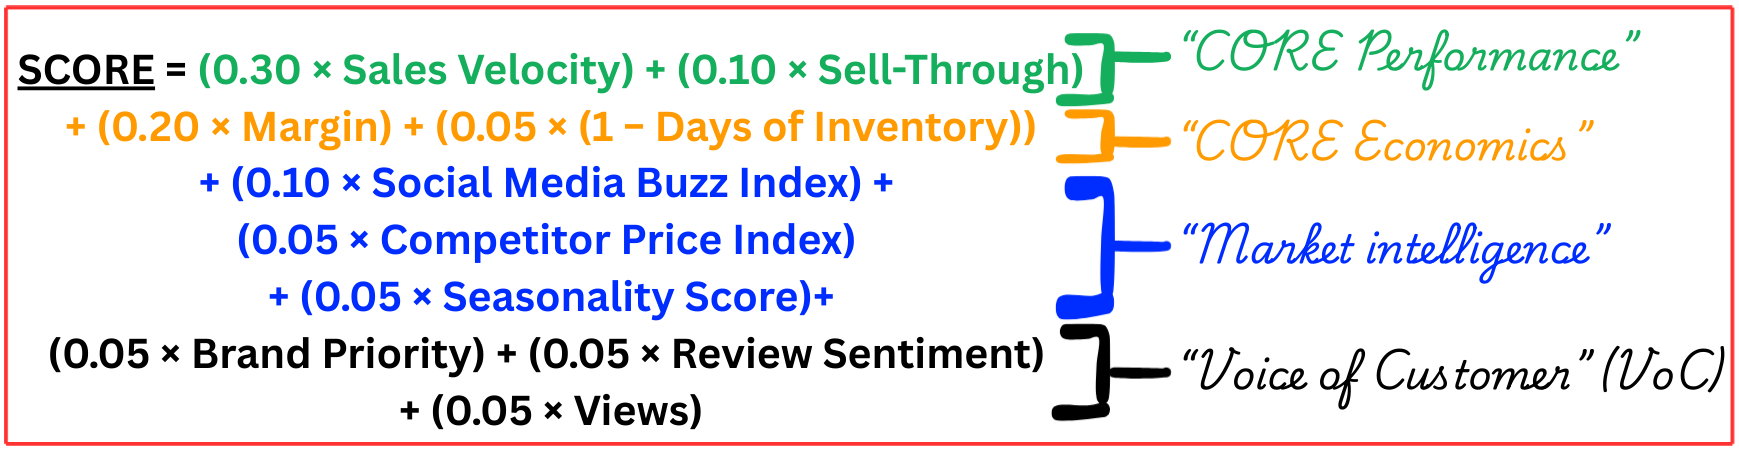 SCORE = (0.30 × Sales Velocity) + (0.10 × Sell-Through) "CORE Performance"
+ (0.20 × Margin) + (0.05 × (1 – Days of Inventory)) "CORE Economics"
+ (0.10 × Social Media Buzz Index) +
(0.05 × Competitor Price Index) "Market intelligence"
+ (0.05 × Seasonality Score)+
(0.05 × Brand Priority) + (0.05 × Review Sentiment) "Voice of Customer" (VoC)
+ (0.05 × Views)